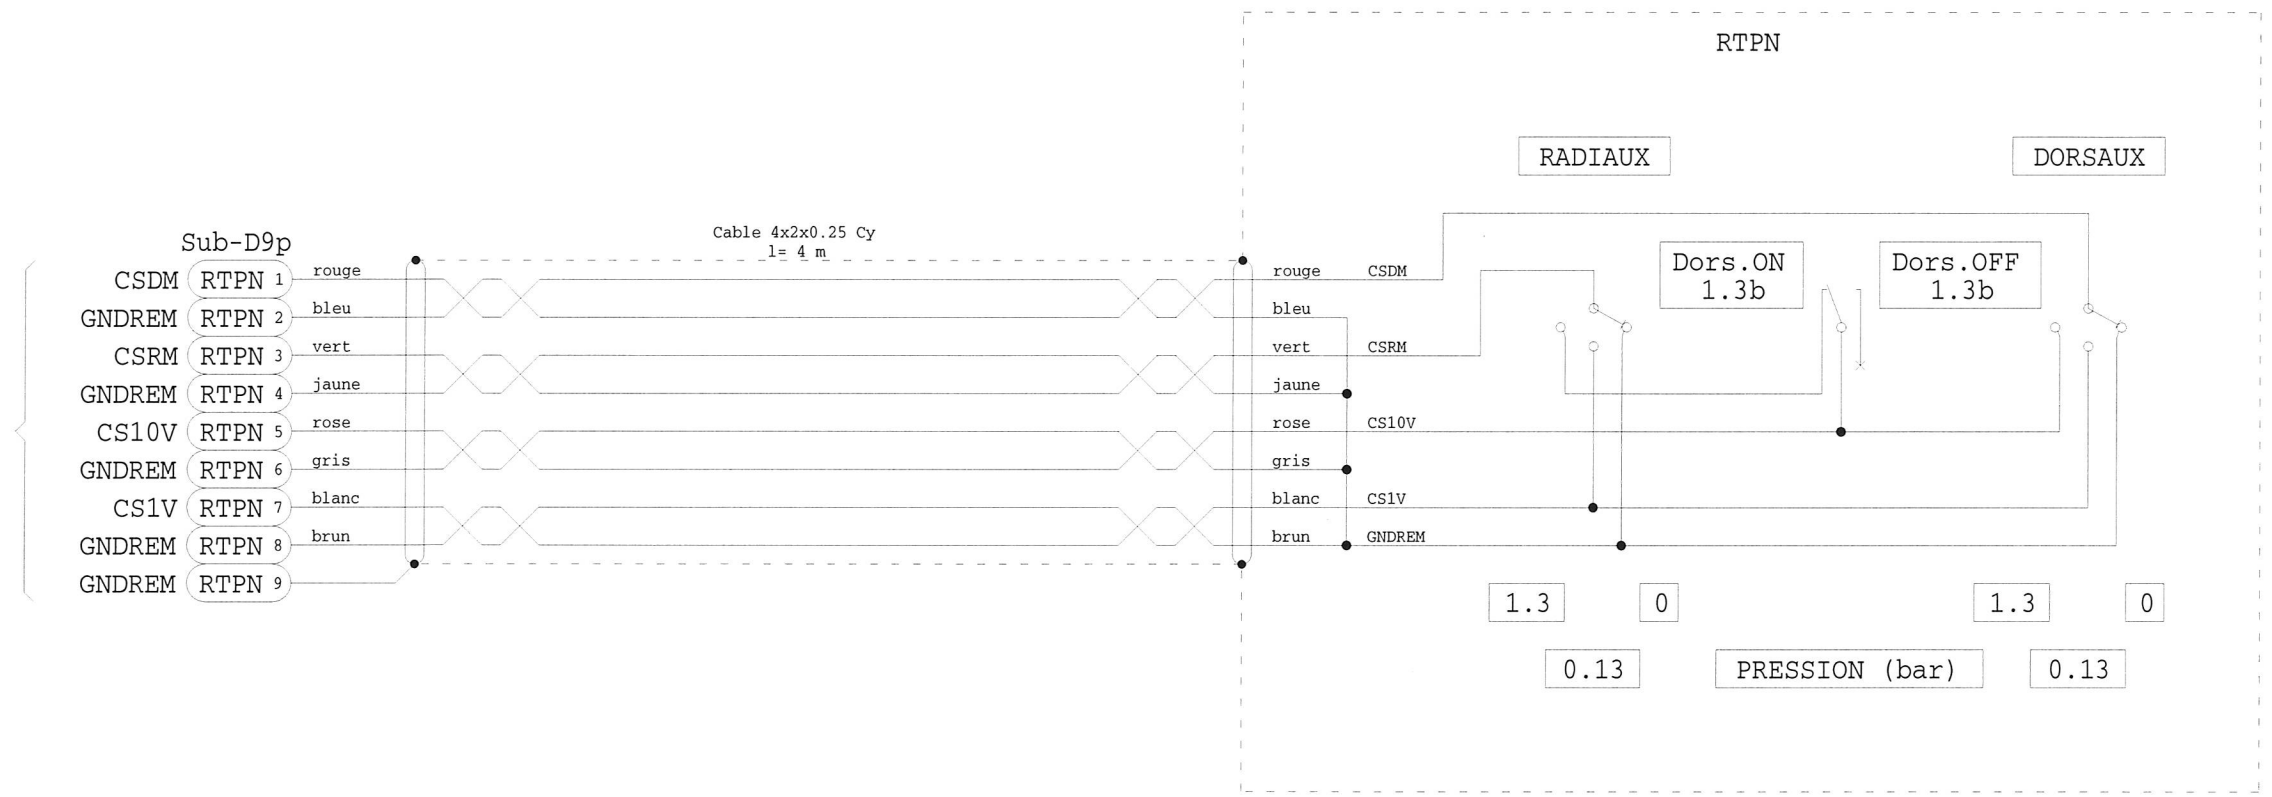 RTPN
RADIAUX
DORSAUX
Cable 4x2x0.25 Cy
l= 4 m
Sub-D9p
Dors.ON
1.3b
Dors.OFF
1.3b
CSDM RTPN 1 rouge rouge CSDM
GNDREM RTPN 2 bleu bleu
CSRM RTPN 3 vert vert CSRM
GNDREM RTPN 4 jaune jaune
CS10V RTPN 5 rose rose CS10V
GNDREM RTPN 6 gris gris
CS1V RTPN 7 blanc blanc CS1V
GNDREM RTPN 8 brun brun GNDREM
GNDREM RTPN 9
1.3 0 1.3 0
0.13 PRESSION (bar) 0.13